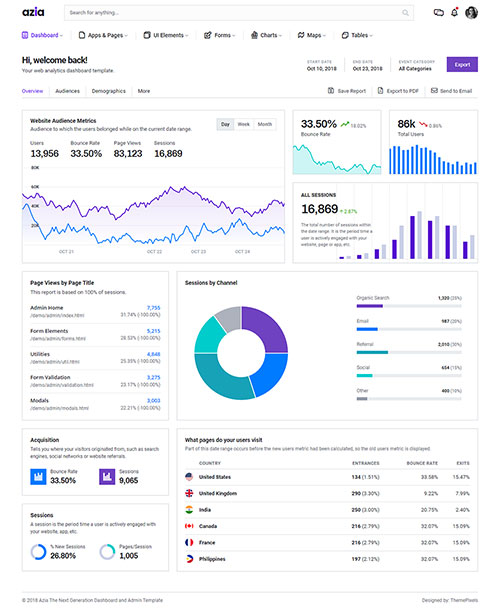 azia
Search for anything...
Dashboard
Apps & Pages
UI Elements
Forms
Charts
Maps
Tables
Hi, welcome back!
Your web analytics dashboard template.
START DATE
Oct 10, 2018
END DATE
Oct 23, 2018
EVENT CATEGORY
All Categories
Export
Overview
Audiences
Demographics
More
Save Report
Export to PDF
Send to Email
Website Audience Metrics
Audience to which the users belonged while on the current date range.
Day
Week
Month
Users
13,956
Bounce Rate
33.50%
Page Views
83,123
Sessions
16,869
80K
60K
40K
20K
OCT 21
OCT 22
OCT 23
OCT 24
33.50%
18.02%
Bounce Rate
86k
0.86%
Total Users
ALL SESSIONS
16,869
2.87%
The total number of sessions within
the date range. It is the period time a
user is actively engaged with your
website, page or app, etc.
Page Views by Page Title
This report is based on 100% of sessions.
Admin Home
7,755
/demo/admin/index.html
31.74% (-100.00%)
Form Elements
5,215
/demo/admin/forms.html
28.53% (-100.00%)
Utilities
4,848
/demo/admin/util.html
25.35% (-100.00%)
Form Validation
3,275
/demo/admin/validation.html
23.17% (-100.00%)
Modals
3,003
/demo/admin/modals.html
22.21% (-100.00%)
Sessions by Channel
Organic Search
1,320 (25%)
Email
987 (20%)
Referral
2,010 (30%)
Social
654 (15%)
Other
400 (10%)
Acquisition
Tells you where your visitors originated from, such as search
engines, social networks or website referrals.
Bounce Rate
33.50%
Sessions
9,065
Sessions
A session is the period time a user is actively engaged with
your website, app, etc.
% New Sessions
26.80%
Pages/Session
1,005
What pages do your users visit
Part of this date range occurs before the new users metric had been calculated, so the old users metric is displayed.
COUNTRY
ENTRANCES
BOUNCE RATE
EXITS
United States
134 (1.51%)
33.58%
15.47%
United Kingdom
290 (3.30%)
9.22%
7.99%
India
250 (3.00%)
20.75%
2.40%
Canada
216 (2.79%)
32.07%
15.09%
France
216 (2.79%)
32.07%
15.09%
Philippines
197 (2.12%)
32.07%
15.09%
© 2018 Azia The Next Generation Dashboard and Admin Template
Designed by: ThemePixels